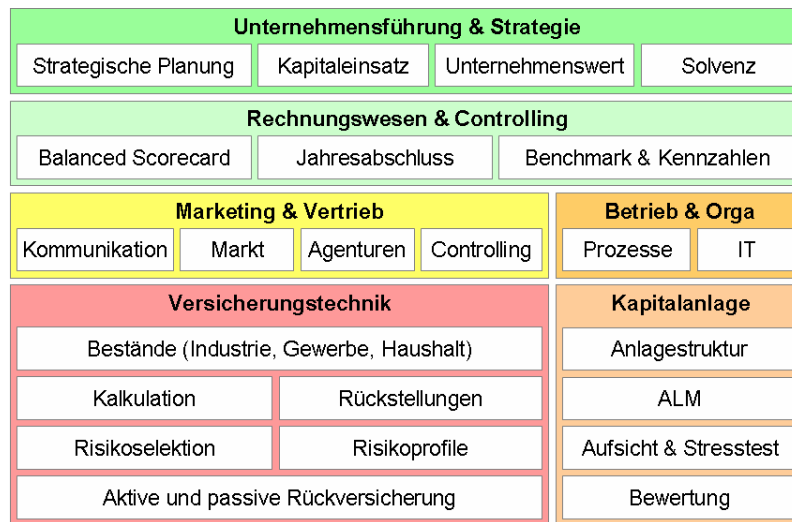 Unternehmensführung & Strategie
Strategische Planung
Kapitaleinsatz
Unternehmenswert
Solvenz
Rechnungswesen & Controlling
Balanced Scorecard
Jahresabschluss
Benchmark & Kennzahlen
Marketing & Vertrieb
Kommunikation
Markt
Agenturen
Controlling
Betrieb & Orga
Prozesse
IT
Versicherungstechnik
Bestände (Industrie, Gewerbe, Haushalt)
Kalkulation
Rückstellungen
Risikoselektion
Risikoprofile
Aktive und passive Rückversicherung
Kapitalanlage
Anlagestruktur
ALM
Aufsicht & Stresstest
Bewertung